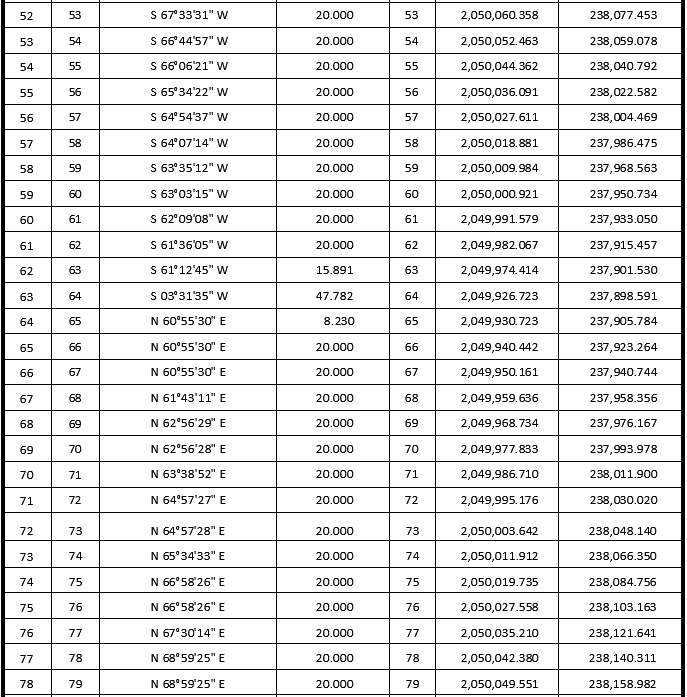 52 53 S 67°33'31" W 20.000 53 2,050,060.358 238,077.453
53 54 S 66°44'57" W 20.000 54 2,050,052.463 238,059.078
54 55 S 66°06'21" W 20.000 55 2,050,044.362 238,040.792
55 56 S 65°34'22" W 20.000 56 2,050,036.091 238,022.582
56 57 S 64°54'37" W 20.000 57 2,050,027.611 238,004.469
57 58 S 64°07'14" W 20.000 58 2,050,018.881 237,986.475
58 59 S 63°35'12" W 20.000 59 2,050,009.984 237,968.563
59 60 S 63°03'15" W 20.000 60 2,050,000.921 237,950.734
60 61 S 62°09'08" W 20.000 61 2,049,991.579 237,933.050
61 62 S 61°36'05" W 20.000 62 2,049,982.067 237,915.457
62 63 S 61°12'45" W 15.891 63 2,049,974.414 237,901.530
63 64 S 03°31'35" W 47.782 64 2,049,926.723 237,898.591
64 65 N 60°55'30" E 8.230 65 2,049,930.723 237,905.784
65 66 N 60°55'30" E 20.000 66 2,049,940.442 237,923.264
66 67 N 60°55'30" E 20.000 67 2,049,950.161 237,940.744
67 68 N 61°43'11" E 20.000 68 2,049,959.636 237,958.356
68 69 N 62°56'29" E 20.000 69 2,049,968.734 237,976.167
69 70 N 62°56'28" E 20.000 70 2,049,977.833 237,993.978
70 71 N 63°38'52" E 20.000 71 2,049,986.710 238,011.900
71 72 N 64°57'27" E 20.000 72 2,049,995.176 238,030.020
72 73 N 64°57'28" E 20.000 73 2,050,003.642 238,048.140
73 74 N 65°34'33" E 20.000 74 2,050,011.912 238,066.350
74 75 N 66°58'26" E 20.000 75 2,050,019.735 238,084.756
75 76 N 66°58'26" E 20.000 76 2,050,027.558 238,103.163
76 77 N 67°30'14" E 20.000 77 2,050,035.210 238,121.641
77 78 N 68°59'25" E 20.000 78 2,050,042.380 238,140.311
78 79 N 68°59'25" E 20.000 79 2,050,049.551 238,158.982